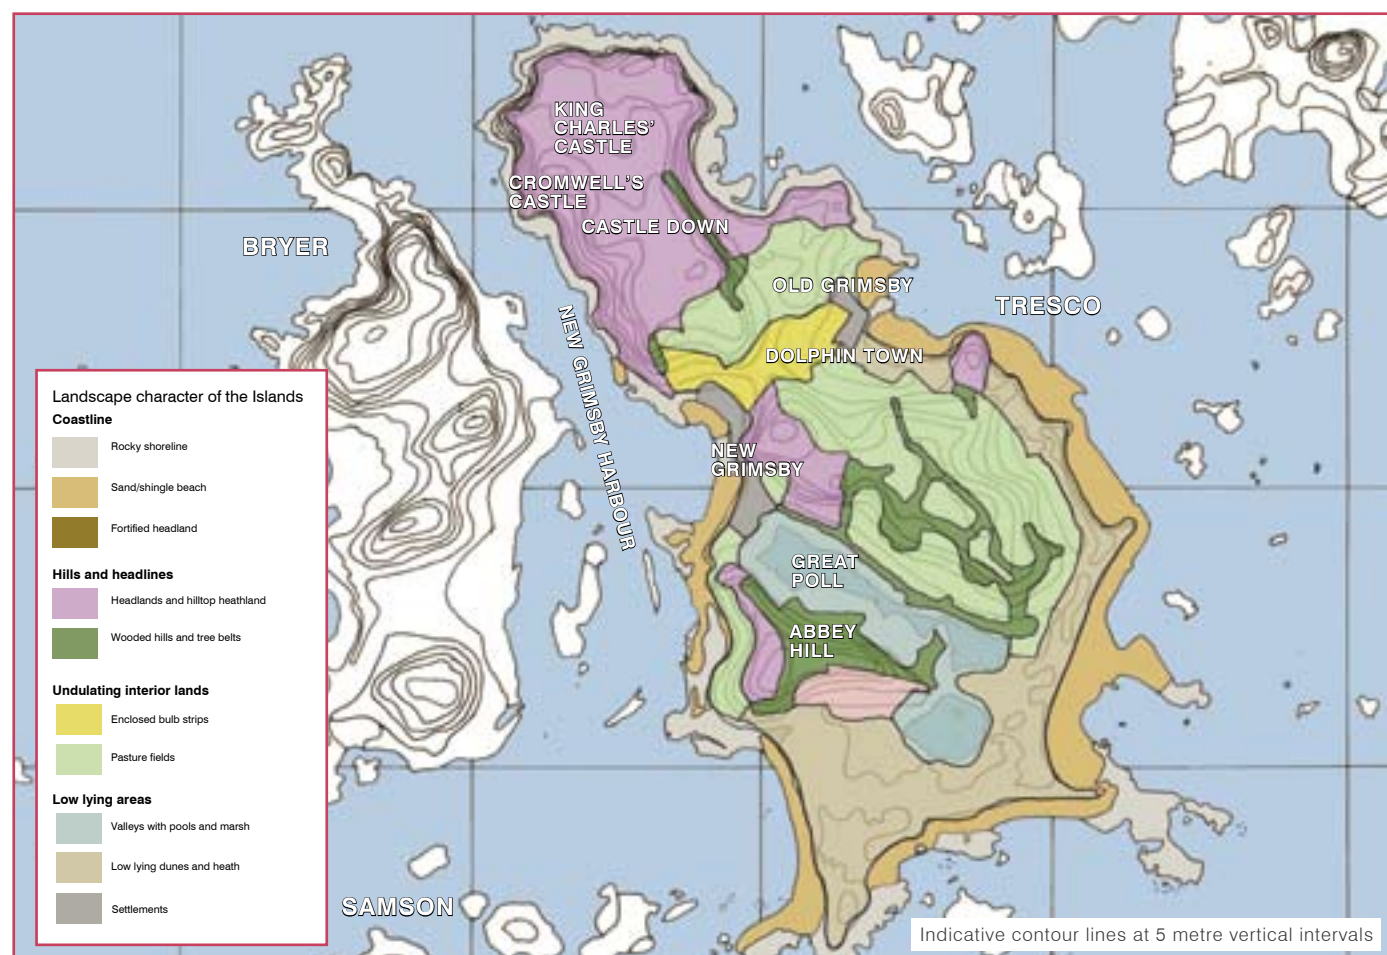 KING
CHARLES'
CASTLE
CROMWELL'S
CASTLE
CASTLE DOWN
BRYER
OLD GRIMSBY
TRESCO
NEW GRIMSBY HARBOUR
DOLPHIN TOWN
NEW
GRIMSBY
GREAT
POLL
ABBEY
HILL
SAMSON
Landscape character of the Islands
Coastline
Rocky shoreline
Sand/shingle beach
Fortified headland
Hills and headlines
Headlands and hilltop heathland
Wooded hills and tree belts
Undulating interior lands
Enclosed bulb strips
Pasture fields
Low lying areas
Valleys with pools and marsh
Low lying dunes and heath
Settlements
Indicative contour lines at 5 metre vertical intervals